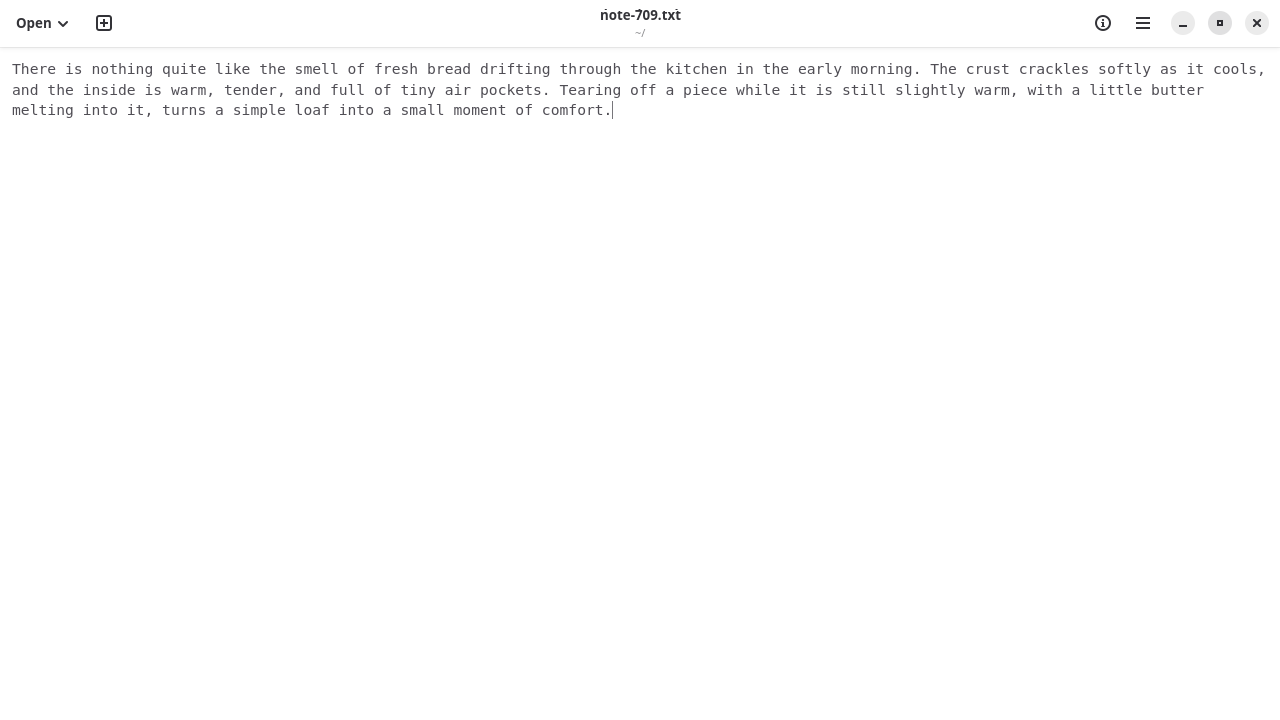 Open
note-709.txt
~/
There is nothing quite like the smell of fresh bread drifting through the kitchen in the early morning. The crust crackles softly as it cools,
and the inside is warm, tender, and full of tiny air pockets. Tearing off a piece while it is still slightly warm, with a little butter
melting into it, turns a simple loaf into a small moment of comfort.